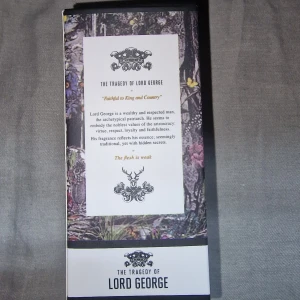 THE TRAGEDY OF LORD GEORGE
"Faithful to King and Country"
Lord George is a wealthy and respected man,
the archetypal patriarch. He seems to
embody the noblest values of the aristocracy:
virtue, respect, loyalty and faithfulness.
His fragrance reflects his essence, seemingly
traditional, yet with hidden secrets.
The flesh is weak
THE TRAGEDY OF
LORD GEORGE